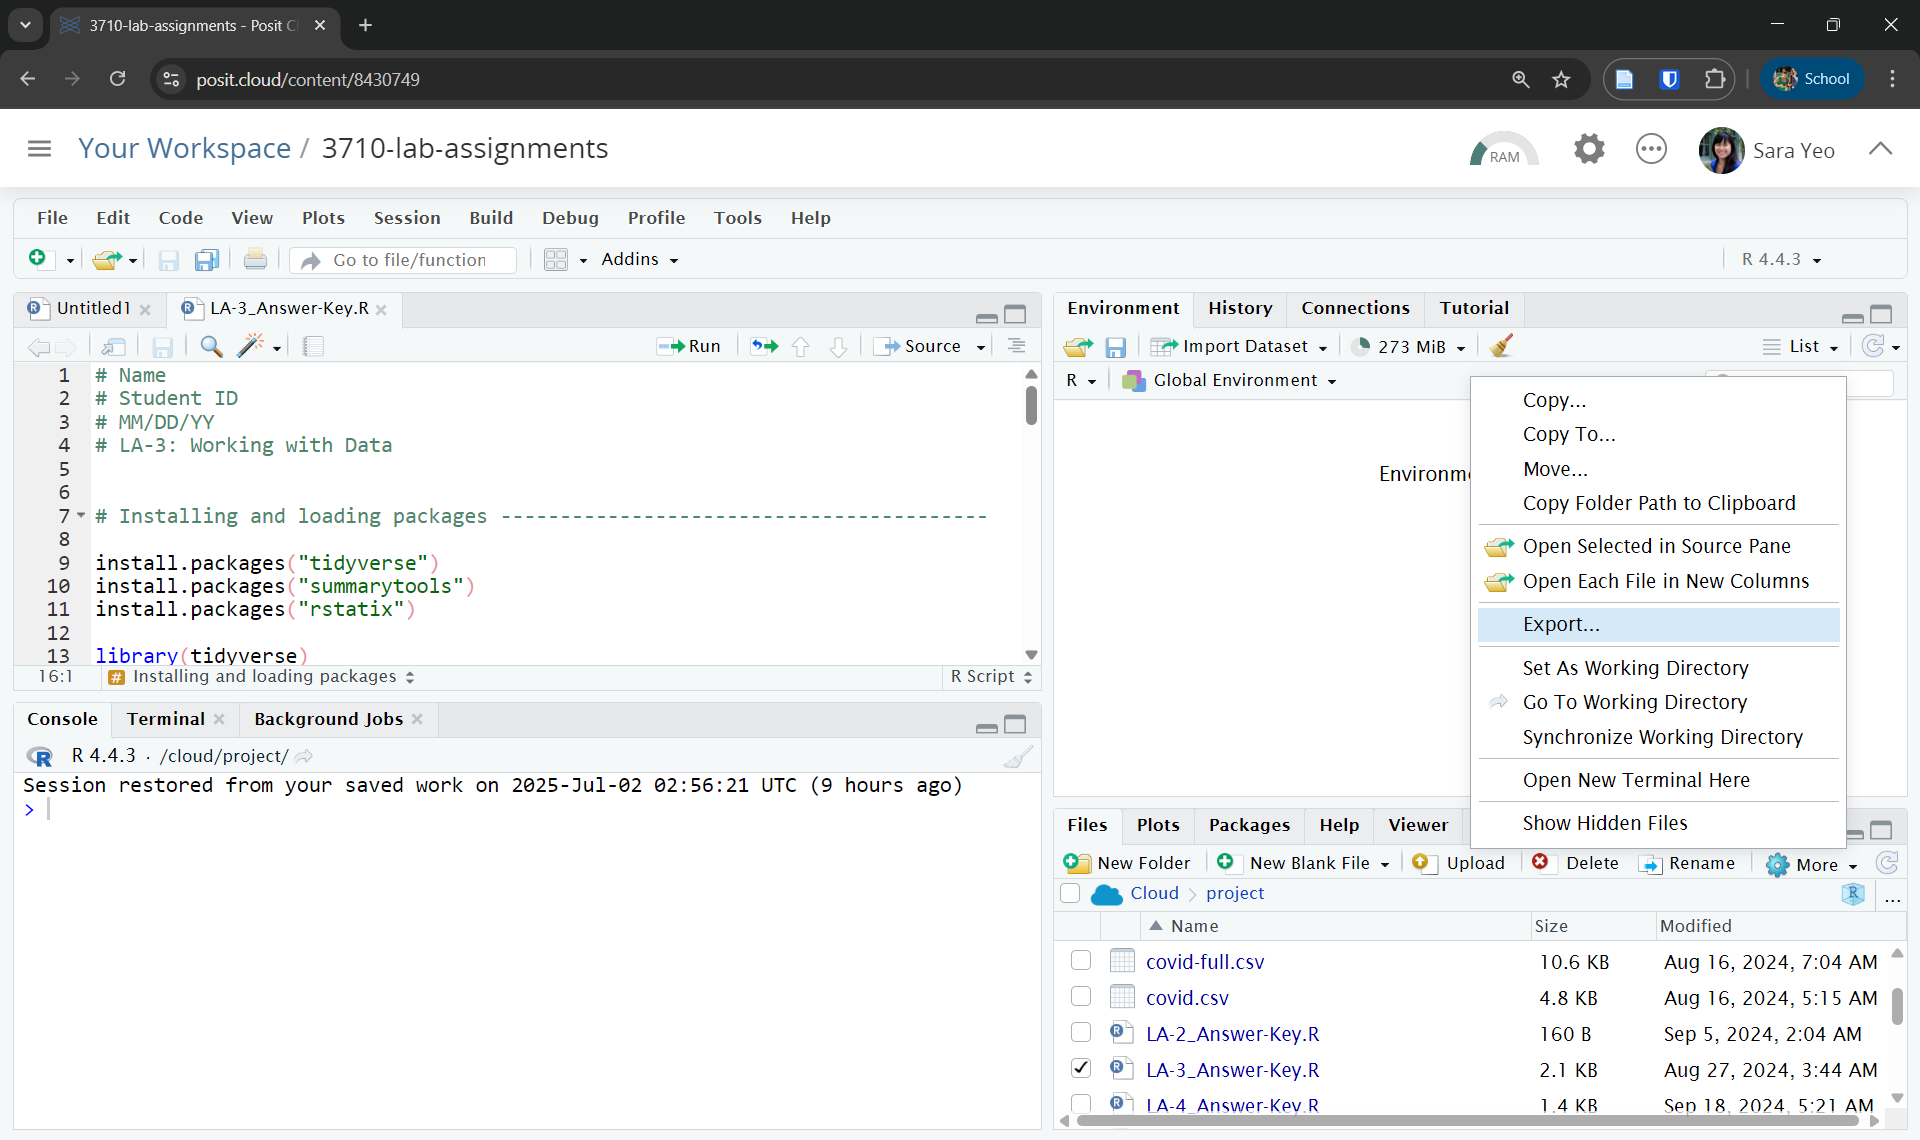 3710-lab-assignments - Posit Cl
posit.cloud/content/8430749
School
Your Workspace / 3710-lab-assignments
RAM
Sara Yeo
File Edit Code View Plots Session Build Debug Profile Tools Help
Go to file/function
Addins
R 4.4.3
Untitled1
LA-3_Answer-Key.R
Run
Source
1 # Name
2 # Student ID
3 # MM/DD/YY
4 # LA-3: Working with Data
5
6
7 # Installing and loading packages -----------------------------------------
8
9 install.packages("tidyverse")
10 install.packages("summarytools")
11 install.packages("rstatix")
12
13 library(tidyverse)
16:1
# Installing and loading packages
R Script
Console Terminal Background Jobs
R R 4.4.3 · /cloud/project/
Session restored from your saved work on 2025-Jul-02 02:56:21 UTC (9 hours ago)
>
Environment History Connections Tutorial
Import Dataset
273 MiB
List
R
Global Environment
Environm
Copy...
Copy To...
Move...
Copy Folder Path to Clipboard
Open Selected in Source Pane
Open Each File in New Columns
Export...
Set As Working Directory
Go To Working Directory
Synchronize Working Directory
Open New Terminal Here
Show Hidden Files
Files Plots Packages Help Viewer
New Folder New Blank File Upload Delete Rename More
Cloud project
R ...
Name Size Modified
covid-full.csv 10.6 KB Aug 16, 2024, 7:04 AM
covid.csv 4.8 KB Aug 16, 2024, 5:15 AM
LA-2_Answer-Key.R 160 B Sep 5, 2024, 2:04 AM
LA-3_Answer-Key.R 2.1 KB Aug 27, 2024, 3:44 AM
LA-4_Answer-Key.R 1.4 KB Sep 18, 2024, 5:21 AM